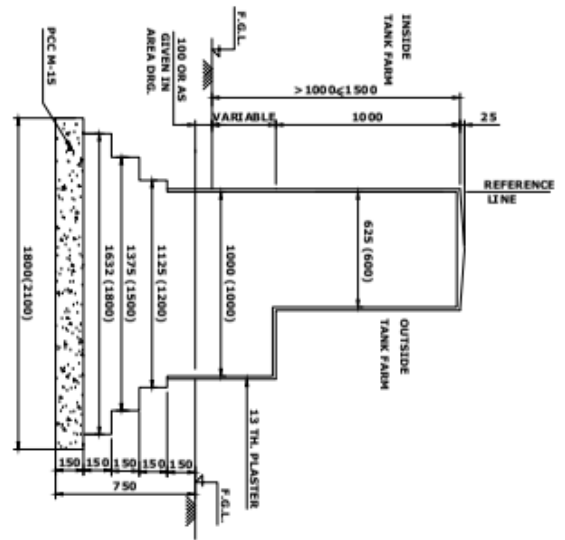 PCC M-15
100 OR AS
GIVEN IN
AREA DRG.
F.G.L.
INSIDE
TANK FARM
>1000⩽1500
VARIABLE
1000
25
REFERENCE
LINE
625 (600)
1000 (1000)
1125 (1200)
1375 (1500)
1632 (1800)
1800(2100)
OUTSIDE
TANK FARM
13 TH. PLASTER
150
150
150
150
150
750
F.G.L.